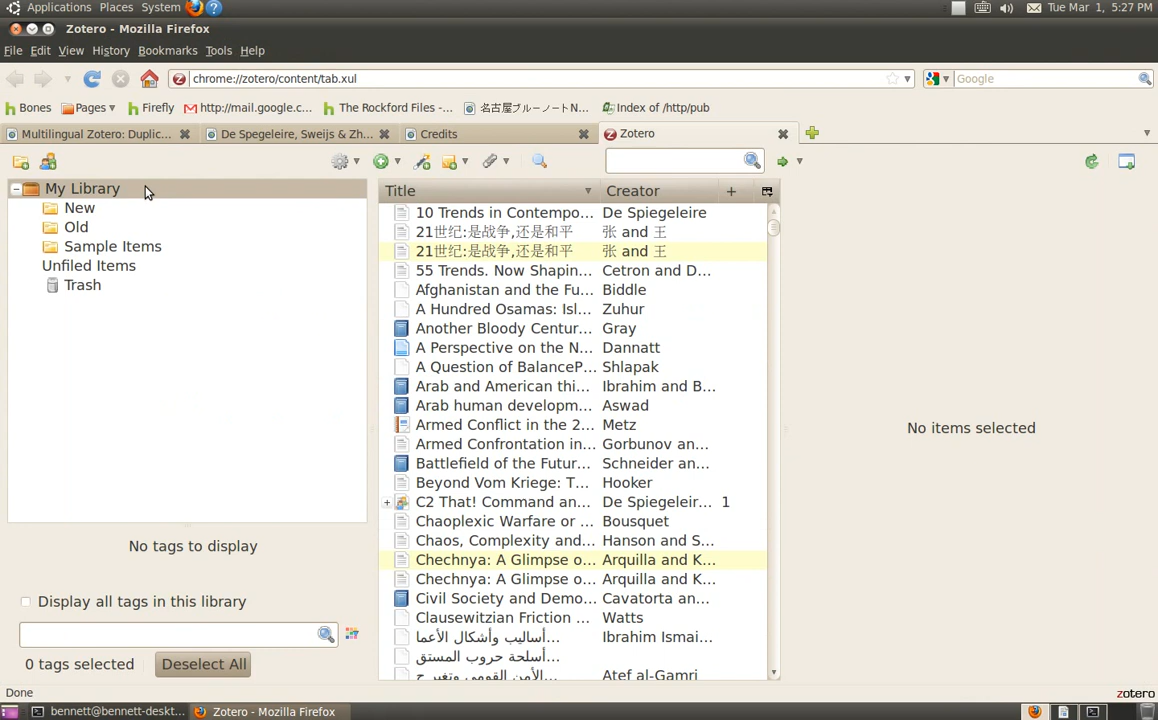 Applications Places System Tue Mar 1, 5:27 PM
Zotero - Mozilla Firefox
File Edit View History Bookmarks Tools Help
chrome://zotero/content/tab.xul Google
Bones Pages Firefly http://mail.google.c... The Rockford Files -... 名古屋ブルーノートN... Index of /http/pub
Multilingual Zotero: Duplic... De Spegeleire, Sweijs & Zh... Credits Zotero
My Library
New
Old
Sample Items
Unfiled Items
Trash
No tags to display
Display all tags in this library
0 tags selected Deselect All
Title Creator +
10 Trends in Contempo... De Spiegeleire
21世纪:是战争,还是和平 张 and 王
21世纪:是战争,还是和平 张 and 王
55 Trends. Now Shapin... Cetron and D...
Afghanistan and the Fu... Biddle
A Hundred Osamas: Isl... Zuhur
Another Bloody Centur... Gray
A Perspective on the N... Dannatt
A Question of BalanceP... Shlapak
Arab and American thi... Ibrahim and B...
Arab human developm... Aswad
Armed Conflict in the 2... Metz
Armed Confrontation in... Gorbunov an...
Battlefield of the Futur... Schneider an...
Beyond Vom Kriege: T... Hooker
C2 That! Command an... De Spiegeleir... 1
Chaoplexic Warfare or ... Bousquet
Chaos, Complexity and... Hanson and S...
Chechnya: A Glimpse o... Arquilla and K...
Chechnya: A Glimpse o... Arquilla and K...
Civil Society and Demo... Cavatorta an...
Clausewitzian Friction ... Watts
أساليب وأشكال الأعما... Ibrahim Ismai...
أسلحة حروب المستق...
الأمن القومي وتغير ح... Atef al-Gamri
No items selected
Done zotero
bennett@bennett-deskt... Zotero - Mozilla Firefox